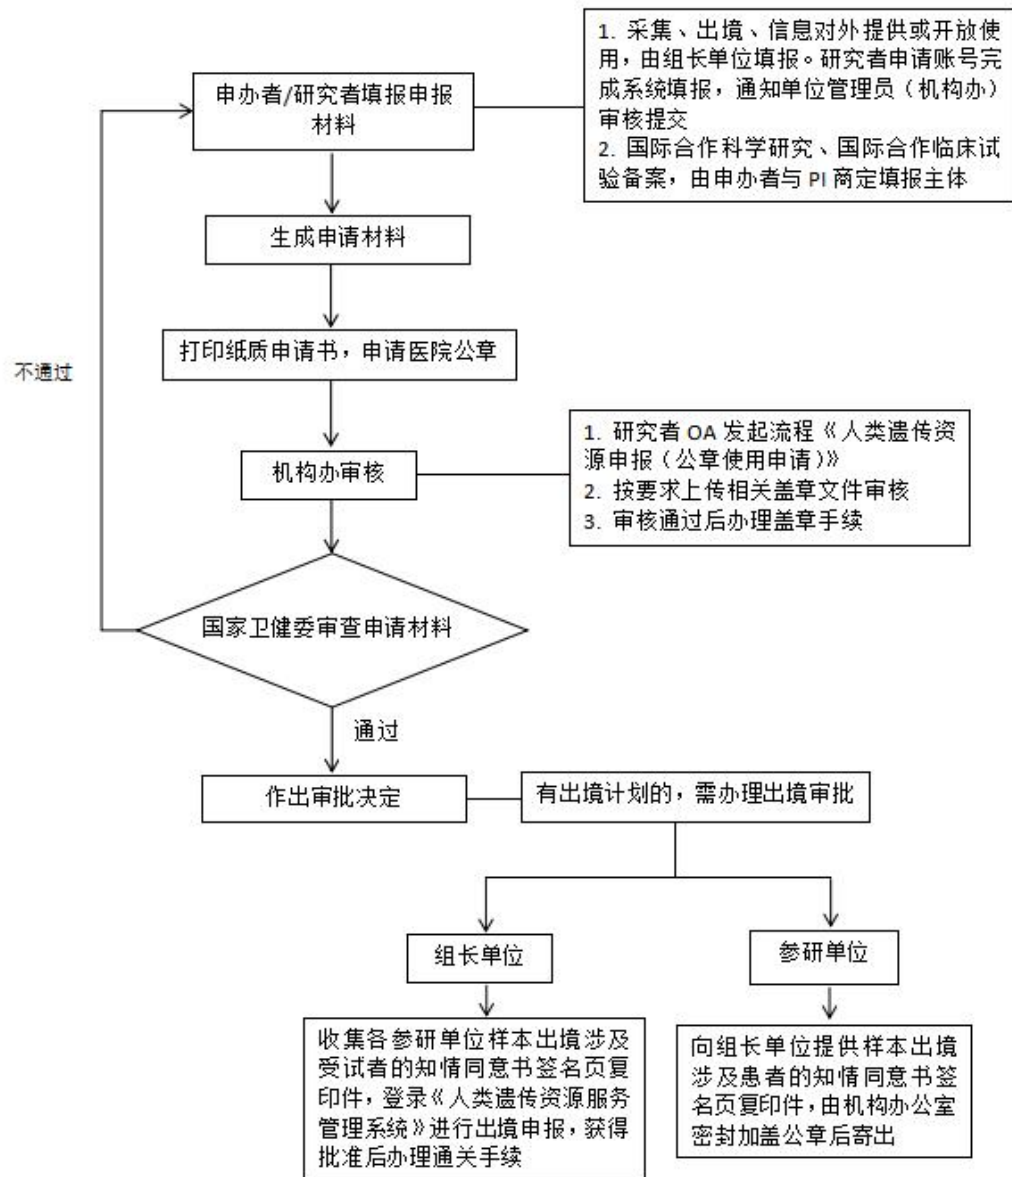 申办者/研究者填报申报
材料
1. 采集、出境、信息对外提供或开放使
用，由组长单位填报。研究者申请账号完
成系统填报，通知单位管理员（机构办）
审核提交
2. 国际合作科学研究、国际合作临床试
验备案，由申办者与 PI 商定填报主体
生成申请材料
打印纸质申请书，申请医院公章
不通过
机构办审核
1. 研究者 OA 发起流程《人类遗传资
源申报（公章使用申请）》
2. 按要求上传相关盖章文件审核
3. 审核通过后办理盖章手续
国家卫健委审查申请材料
通过
作出审批决定
有出境计划的，需办理出境审批
组长单位
参研单位
收集各参研单位样本出境涉及
受试者的知情同意书签名页复
印件，登录《人类遗传资源服务
管理系统》进行出境申报，获得
批准后办理通关手续
向组长单位提供样本出境
涉及患者的知情同意书签
名页复印件，由机构办公室
密封加盖公章后寄出